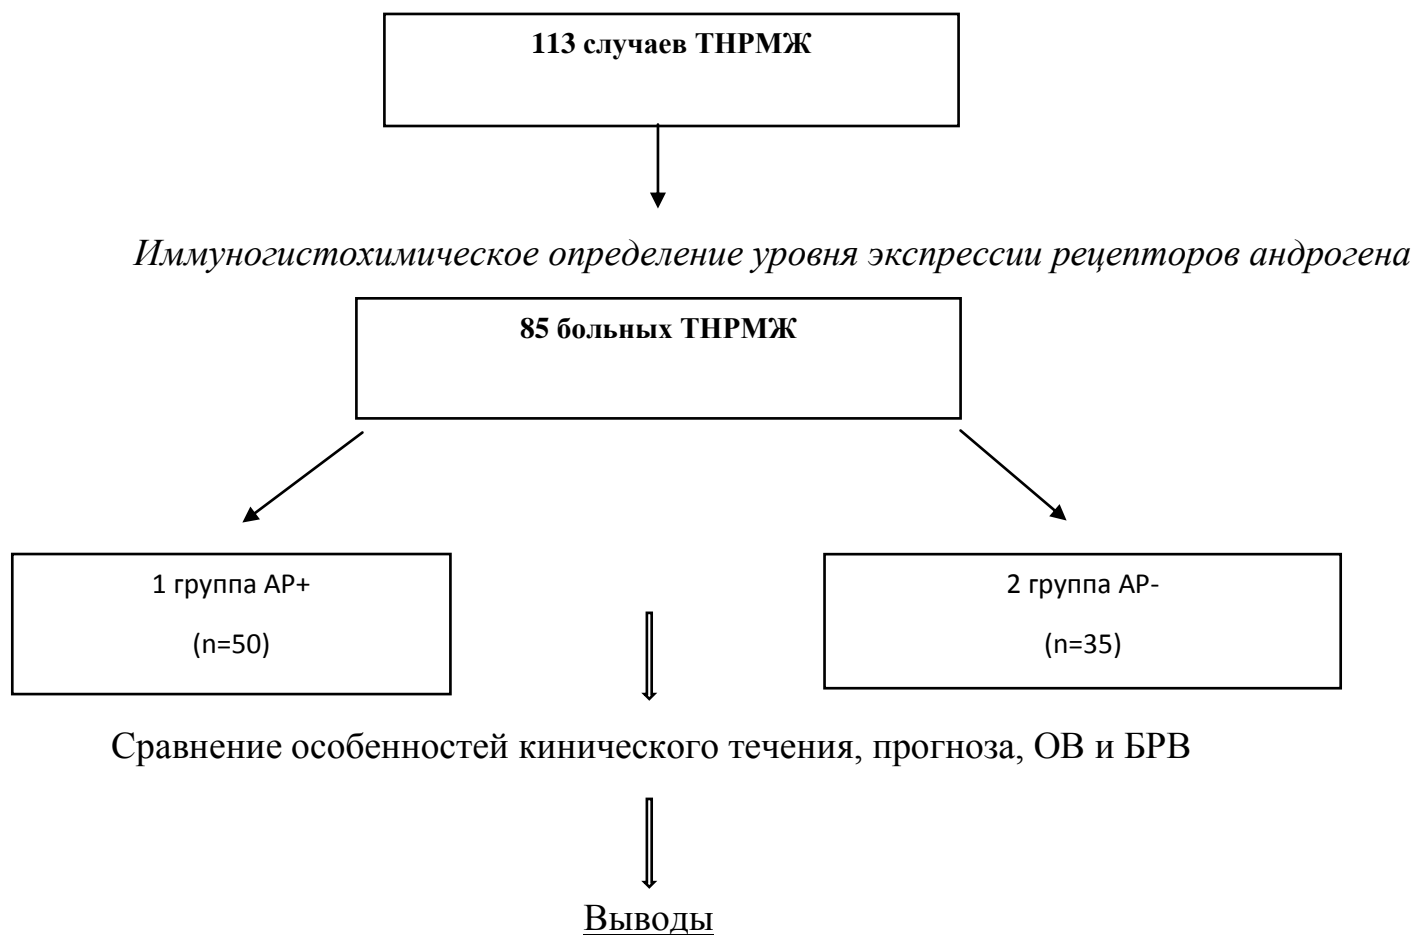 113 случаев ТНРМЖ
Иммуногистохимическое определение уровня экспрессии рецепторов андрогена
85 больных ТНРМЖ
1 группа АР+
(n=50)
2 группа АР-
(n=35)
Сравнение особенностей кинического течения, прогноза, ОВ и БРВ
Выводы